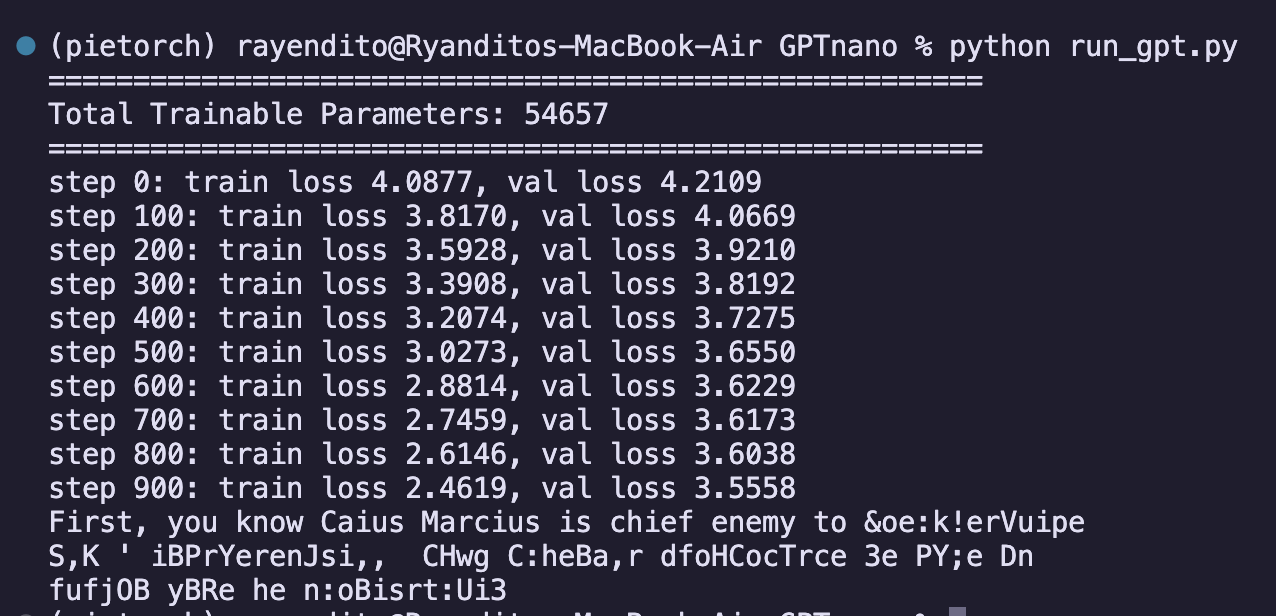 (pietorch) rayendito@Ryanditos-MacBook-Air GPTnano % python run_gpt.py
=======================================================
Total Trainable Parameters: 54657
=======================================================
step 0: train loss 4.0877, val loss 4.2109
step 100: train loss 3.8170, val loss 4.0669
step 200: train loss 3.5928, val loss 3.9210
step 300: train loss 3.3908, val loss 3.8192
step 400: train loss 3.2074, val loss 3.7275
step 500: train loss 3.0273, val loss 3.6550
step 600: train loss 2.8814, val loss 3.6229
step 700: train loss 2.7459, val loss 3.6173
step 800: train loss 2.6146, val loss 3.6038
step 900: train loss 2.4619, val loss 3.5558
First, you know Caius Marcius is chief enemy to &oe:k!erVuipe
S,K ' iBPrYerenJsi,,  CHwg C:heBa,r dfoHCocTrce 3e PY;e Dn
fufjOB yBRe he n:oBisrt:Ui3
(pietorch) rayendito@Ryanditos-MacBook-Air GPTnano %